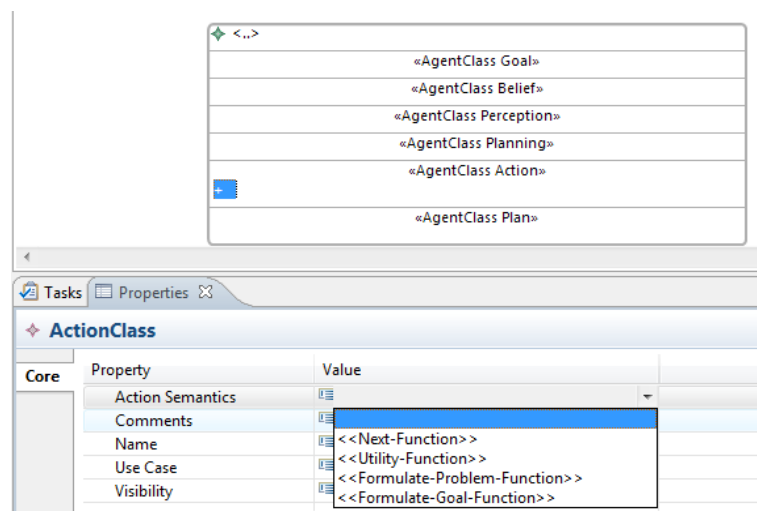 <..>
«AgentClass Goal»
«AgentClass Belief»
«AgentClass Perception»
«AgentClass Planning»
«AgentClass Action»
+
«AgentClass Plan»
Tasks Properties
ActionClass
Core
Property Value
Action Semantics
Comments
Name
Use Case
Visibility
<<Next-Function>>
<<Utility-Function>>
<<Formulate-Problem-Function>>
<<Formulate-Goal-Function>>